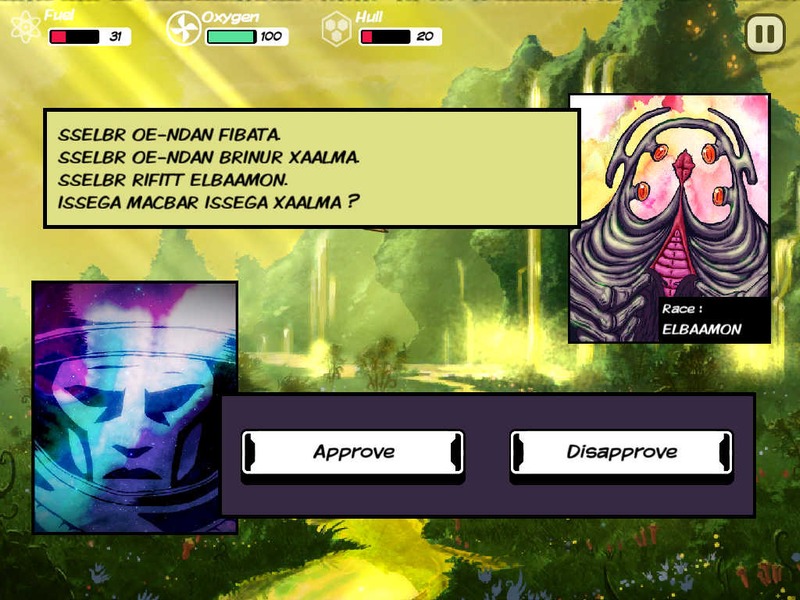 Fuel
31
Oxygen
100
Hull
20
SSELBR OE-NDAN FIBATA.
SSELBR OE-NDAN BRINUR XAALMA.
SSELBR RIFITT ELBAAMON.
ISSEGA MACBAR ISSEGA XAALMA ?
Race :
ELBAAMON
Approve
Disapprove